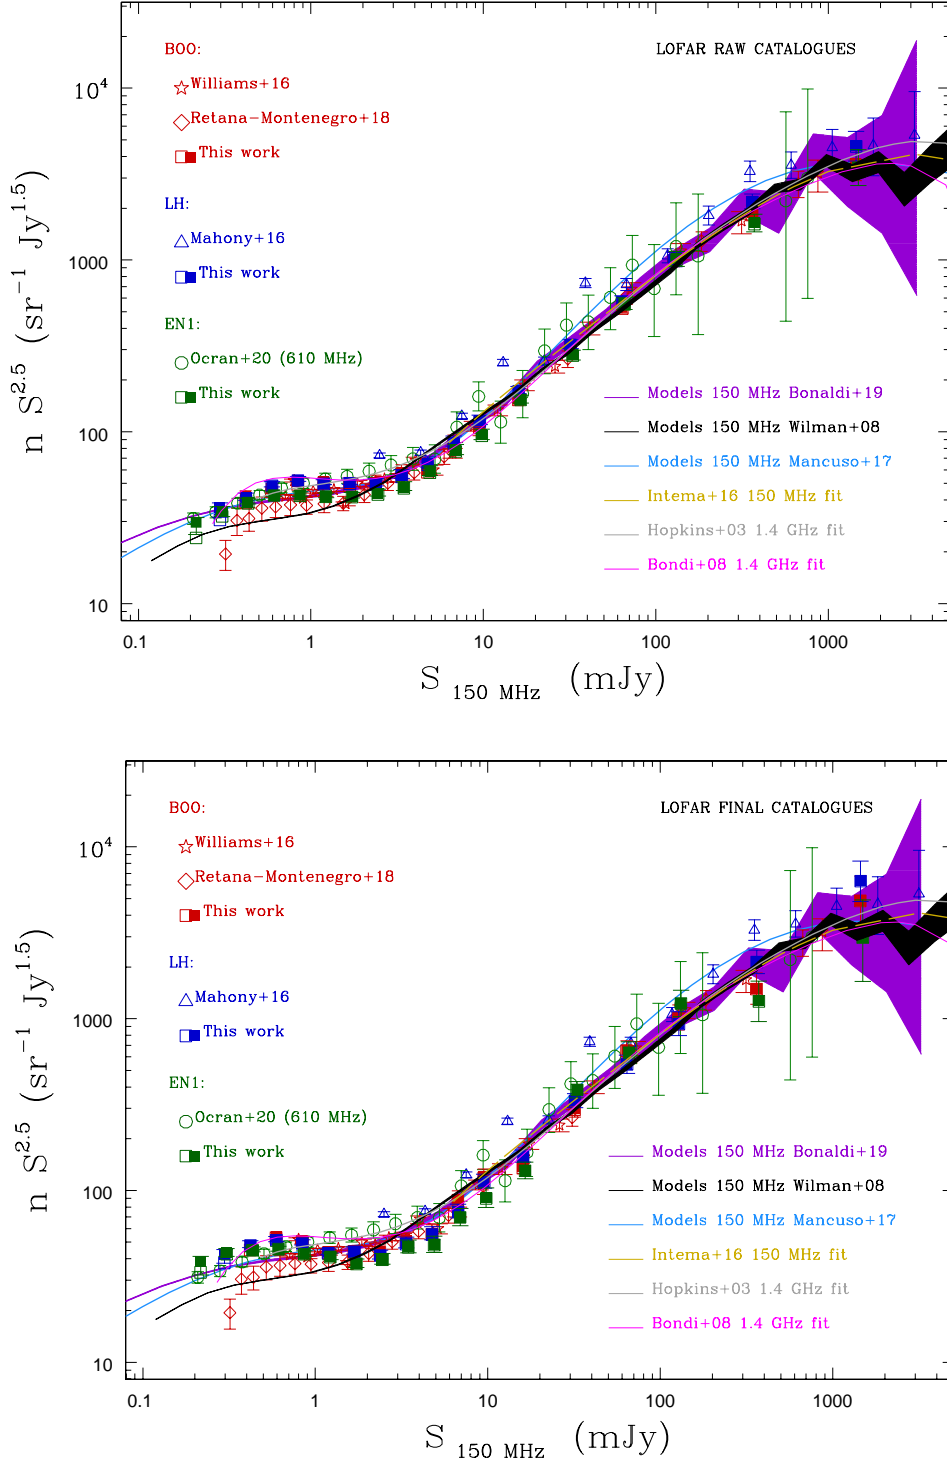 BOO:
LOFAR RAW CATALOGUES
Williams+16
Retana-Montenegro+18
This work
LH:
Mahony+16
This work
EN1:
Ocran+20 (610 MHz)
This work
Models 150 MHz Bonaldi+19
Models 150 MHz Wilman+08
Models 150 MHz Mancuso+17
Intema+16 150 MHz fit
Hopkins+03 1.4 GHz fit
Bondi+08 1.4 GHz fit
10⁴
1000
100
10
n S^2.5 (sr^−1 Jy^1.5)
0.1 1 10 100 1000
S 150 MHz (mJy)
BOO:
LOFAR FINAL CATALOGUES
Williams+16
Retana-Montenegro+18
This work
LH:
Mahony+16
This work
EN1:
Ocran+20 (610 MHz)
This work
Models 150 MHz Bonaldi+19
Models 150 MHz Wilman+08
Models 150 MHz Mancuso+17
Intema+16 150 MHz fit
Hopkins+03 1.4 GHz fit
Bondi+08 1.4 GHz fit
10⁴
1000
100
10
n S^2.5 (sr^−1 Jy^1.5)
0.1 1 10 100 1000
S 150 MHz (mJy)